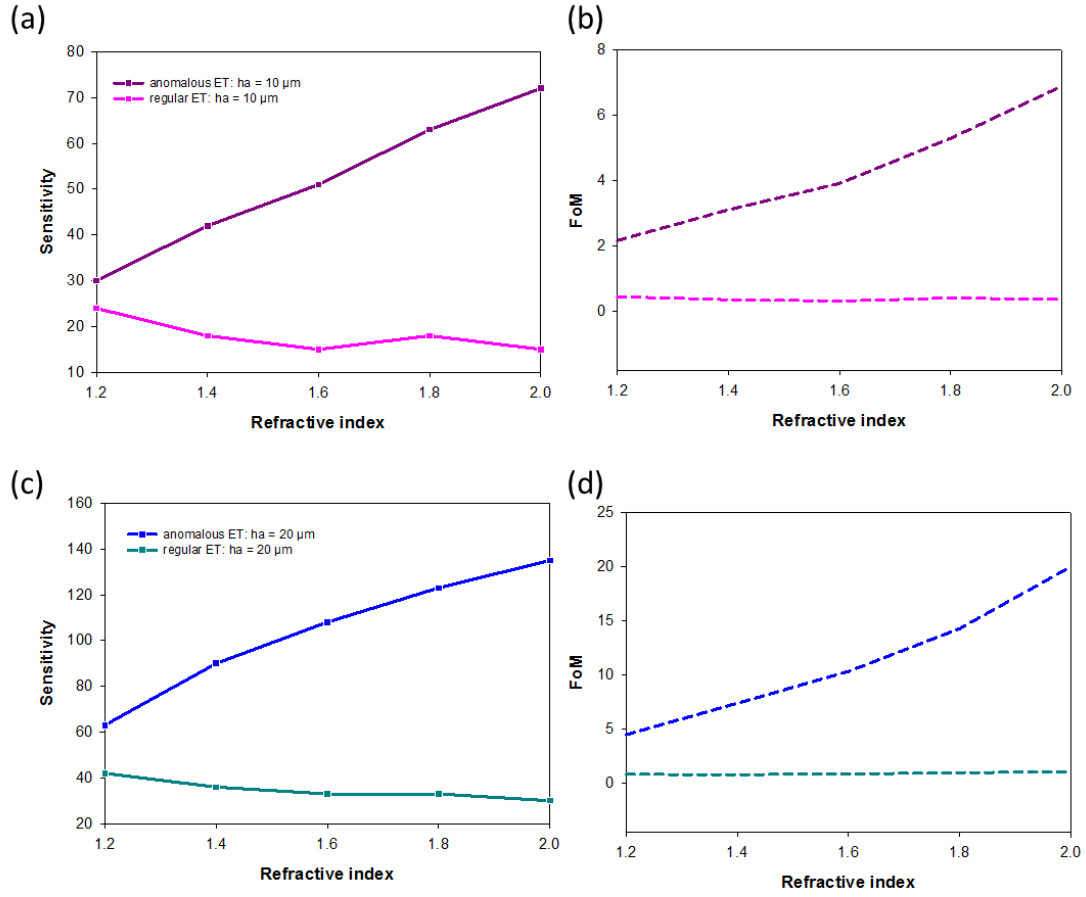 (a)
80
70
60
50
40
30
20
10
Sensitivity
anomalous ET: ha = 10 µm
regular ET: ha = 10 µm
1.2 1.4 1.6 1.8 2.0
Refractive index
(b)
8
6
4
2
0
FoM
1.2 1.4 1.6 1.8 2.0
Refractive index
(c)
160
140
120
100
80
60
40
20
Sensitivity
anomalous ET: ha = 20 µm
regular ET: ha = 20 µm
1.2 1.4 1.6 1.8 2.0
Refractive index
(d)
25
20
15
10
5
0
FoM
1.2 1.4 1.6 1.8 2.0
Refractive index